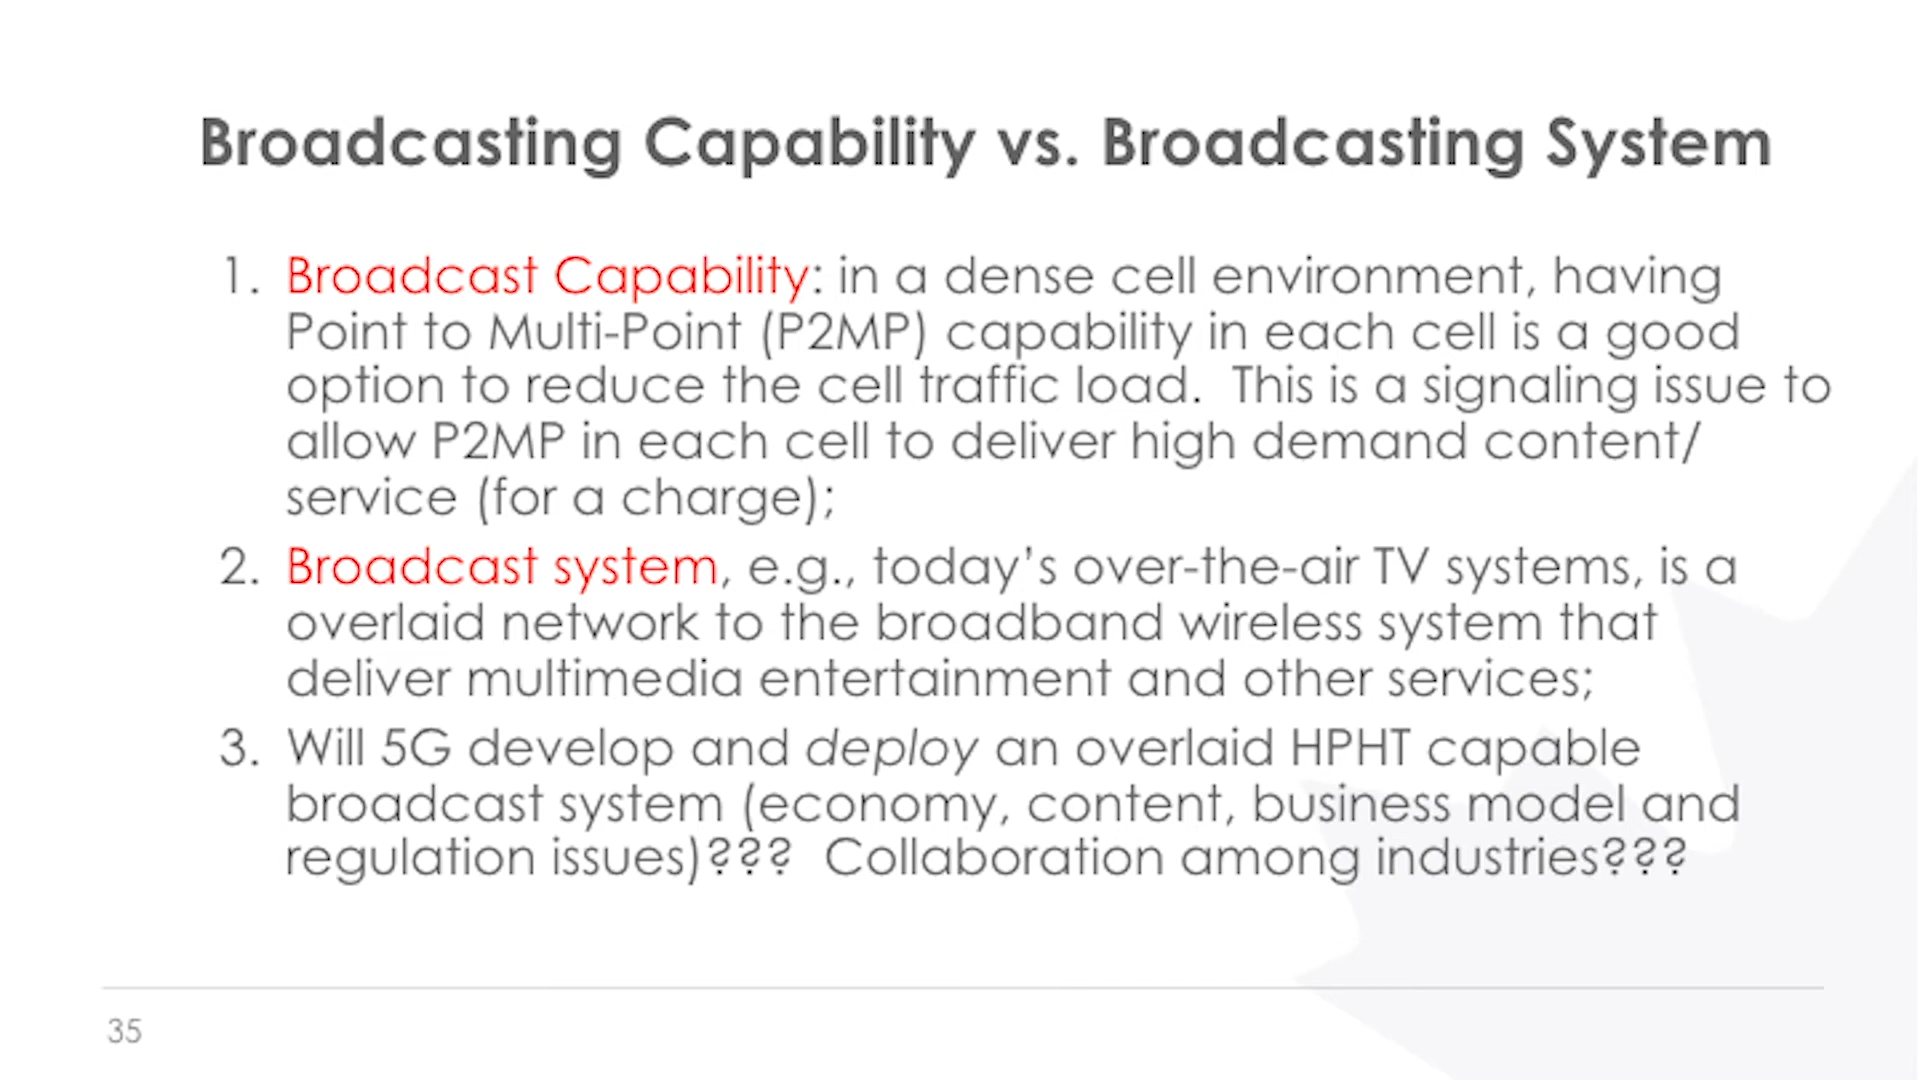 Broadcasting Capability vs. Broadcasting System
1. Broadcast Capability: in a dense cell environment, having
Point to Multi-Point (P2MP) capability in each cell is a good
option to reduce the cell traffic load.  This is a signaling issue to
allow P2MP in each cell to deliver high demand content/
service (for a charge);
2. Broadcast system, e.g., today’s over-the-air TV systems, is a
overlaid network to the broadband wireless system that
deliver multimedia entertainment and other services;
3. Will 5G develop and deploy an overlaid HPHT capable
broadcast system (economy, content, business model and
regulation issues)???  Collaboration among industries???
35